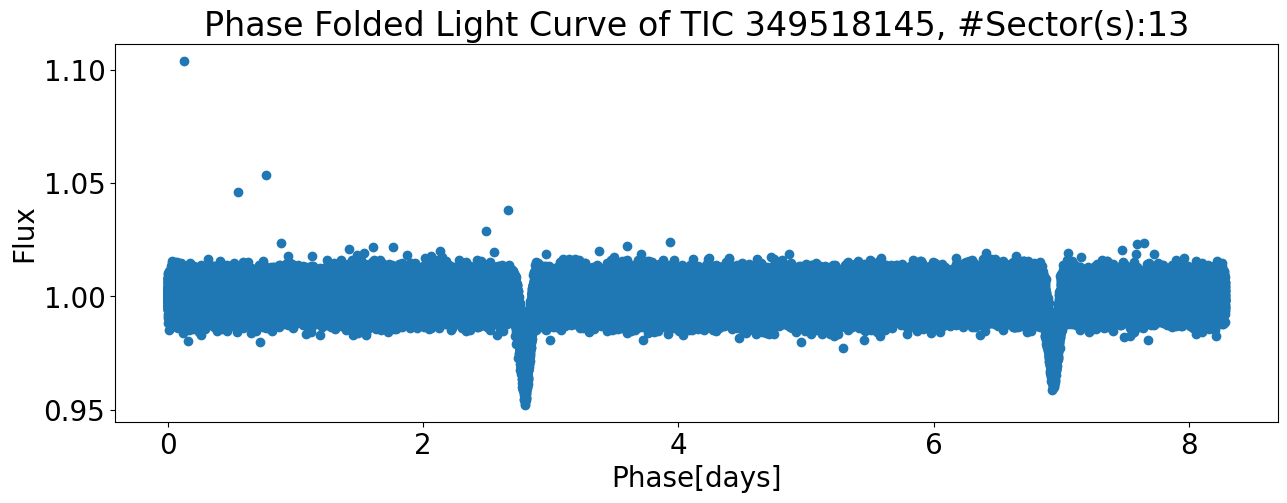 Phase Folded Light Curve of TIC 349518145, #Sector(s):13
1.10
1.05
1.00
0.95
Flux
0 2 4 6 8
Phase[days]